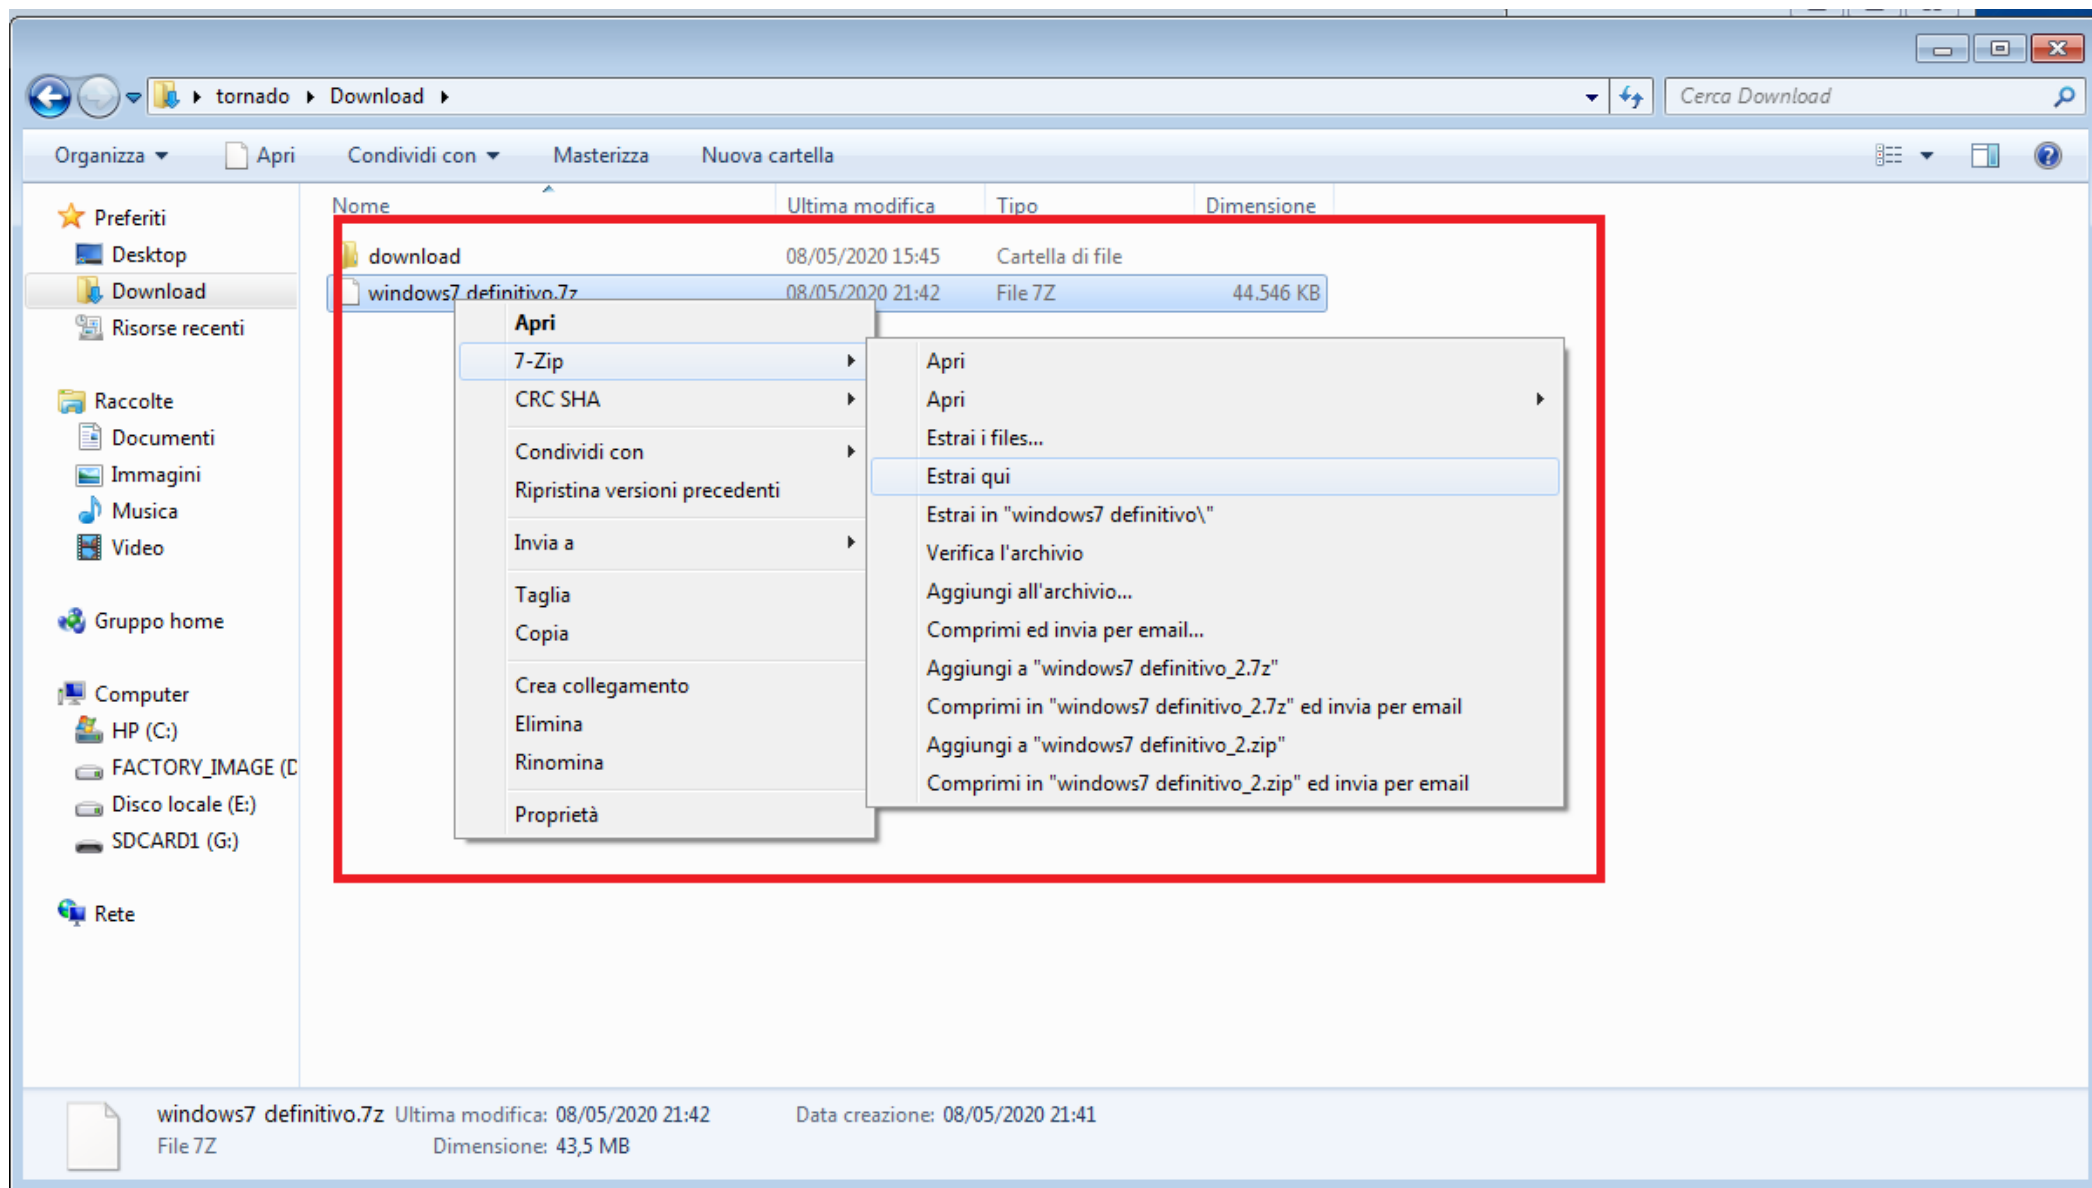 tornado Download
Cerca Download
Organizza Apri Condividi con Masterizza Nuova cartella
Nome Ultima modifica Tipo Dimensione
Preferiti
Desktop
Download
Risorse recenti
Raccolte
Documenti
Immagini
Musica
Video
Gruppo home
Computer
HP (C:)
FACTORY_IMAGE (D
Disco locale (E:)
SDCARD1 (G:)
Rete
download 08/05/2020 15:45 Cartella di file
windows7 definitivo.7z 08/05/2020 21:42 File 7Z 44.546 KB
Apri
7-Zip
CRC SHA
Condividi con
Ripristina versioni precedenti
Invia a
Taglia
Copia
Crea collegamento
Elimina
Rinomina
Proprietà
Apri
Apri
Estrai i files...
Estrai qui
Estrai in "windows7 definitivo\"
Verifica l'archivio
Aggiungi all'archivio...
Comprimi ed invia per email...
Aggiungi a "windows7 definitivo_2.7z"
Comprimi in "windows7 definitivo_2.7z" ed invia per email
Aggiungi a "windows7 definitivo_2.zip"
Comprimi in "windows7 definitivo_2.zip" ed invia per email
windows7 definitivo.7z Ultima modifica: 08/05/2020 21:42 Data creazione: 08/05/2020 21:41
File 7Z Dimensione: 43,5 MB